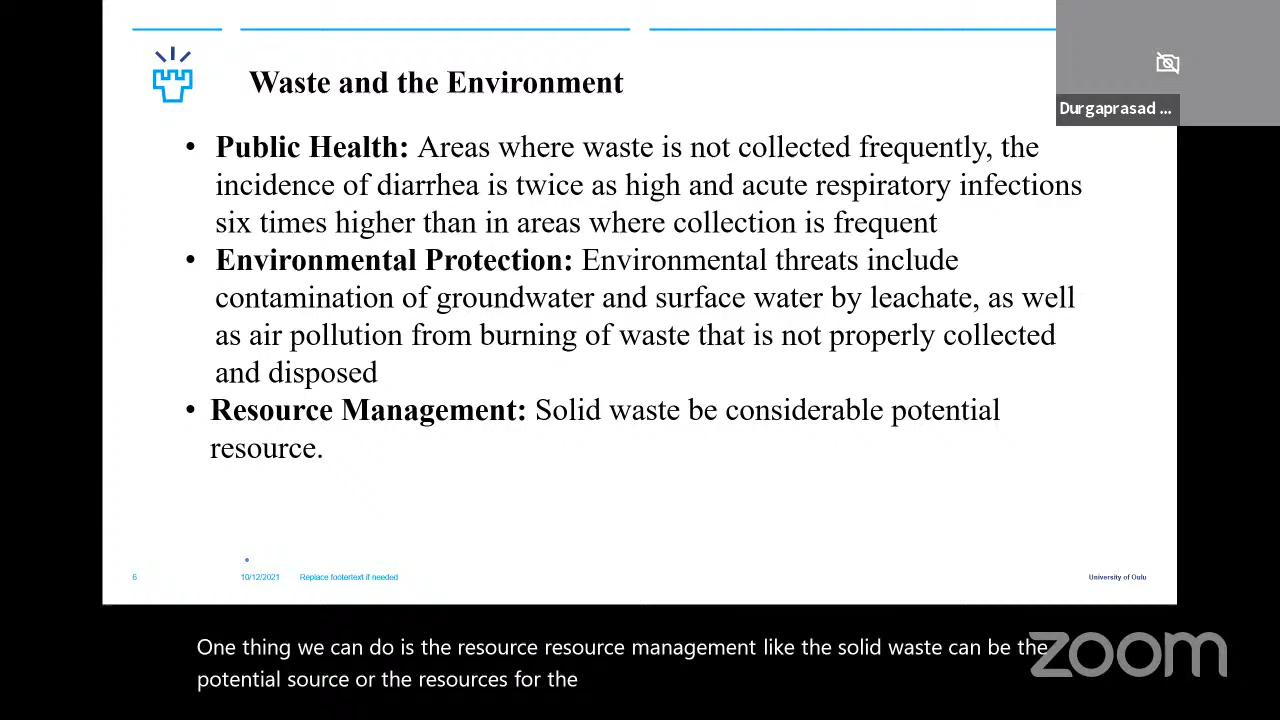 Waste and the Environment
Durgaprasad ...
• Public Health: Areas where waste is not collected frequently, the
incidence of diarrhea is twice as high and acute respiratory infections
six times higher than in areas where collection is frequent
• Environmental Protection: Environmental threats include
contamination of groundwater and surface water by leachate, as well
as air pollution from burning of waste that is not properly collected
and disposed
• Resource Management: Solid waste be considerable potential
resource.
•
6 10/12/2021 Replace footertext if needed University of Oulu
One thing we can do is the resource resource management like the solid waste can be the
potential source or the resources for the
zoom